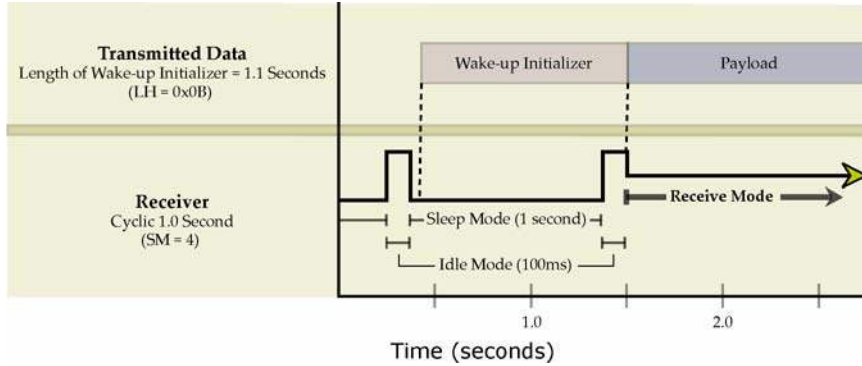 Transmitted Data
Length of Wake-up Initializer = 1.1 Seconds
(LH = 0x0B)
Wake-up Initializer
Payload
Receiver
Cyclic 1.0 Second
(SM = 4)
Receive Mode
Sleep Mode (1 second)
Idle Mode (100ms)
1.0
2.0
Time (seconds)